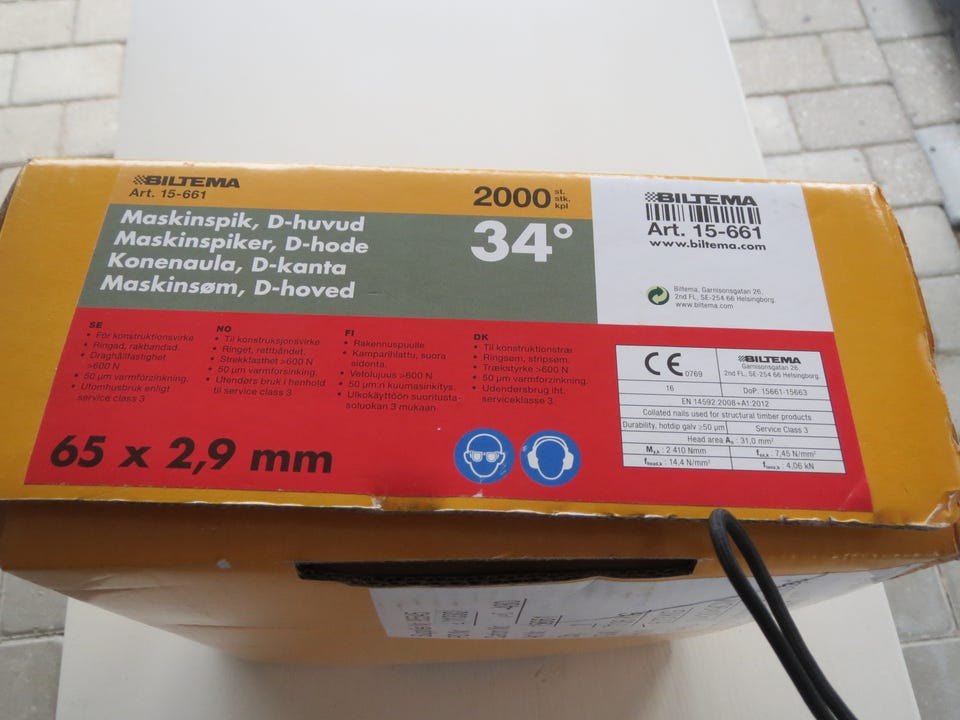 BILTEMA
Art. 15-661
2000 st.
stk.
kpl
34°
Maskinspik, D-huvud
Maskinspiker, D-hode
Konenaula, D-kanta
Maskinsøm, D-hoved
BILTEMA
Art. 15-661
www.biltema.com
Biltema, Garnisonsgatan 26,
2nd FL, SE-254 66 Helsingborg.
www.biltema.com
SE
• För konstruktionsvirke
• Ringad, rakbandad.
• Draghållfastighet
>600 N
• 50 µm varmförzinkning.
• Utomhusbruk enligt
service class 3
NO
• Til konstruksjonsvirke
• Ringet, rettbåndet.
• Strekkfasthet >600 N
• 50 µm varmforsinking.
• Utendørs bruk i henhold
til service class 3
FI
• Rakennuspuulle
• Kamparihlattu, suora
sidonta.
• Vetolujuus >600 N
• 50 µm:n kuumasinkitys.
• Ulkokäyttöön suoritusta-
soluokan 3 mukaan
DK
• Til konstruktionstræ
• Ringsøm, stripsøm.
• Trækstyrke >600 N
• 50 µm varmforzinkning.
• Udendørsbrug iht.
serviceklasse 3.
65 x 2,9 mm
CE 0769
BILTEMA
Garnisonsgatan 26,
2nd FL, SE-254 66 Helsingborg.
16
DoP: 15661-15663
EN 14592:2008+A1:2012
Collated nails used for structural timber products
Durability, hotdip galv ≥50 µm
Service Class 3
Head area Ah : 31,0 mm²
My,k : 2 410 Nmm
fax,k : 7,45 N/mm²
fhead,k : 14,4 N/mm²
ftens,k : 4,06 kN